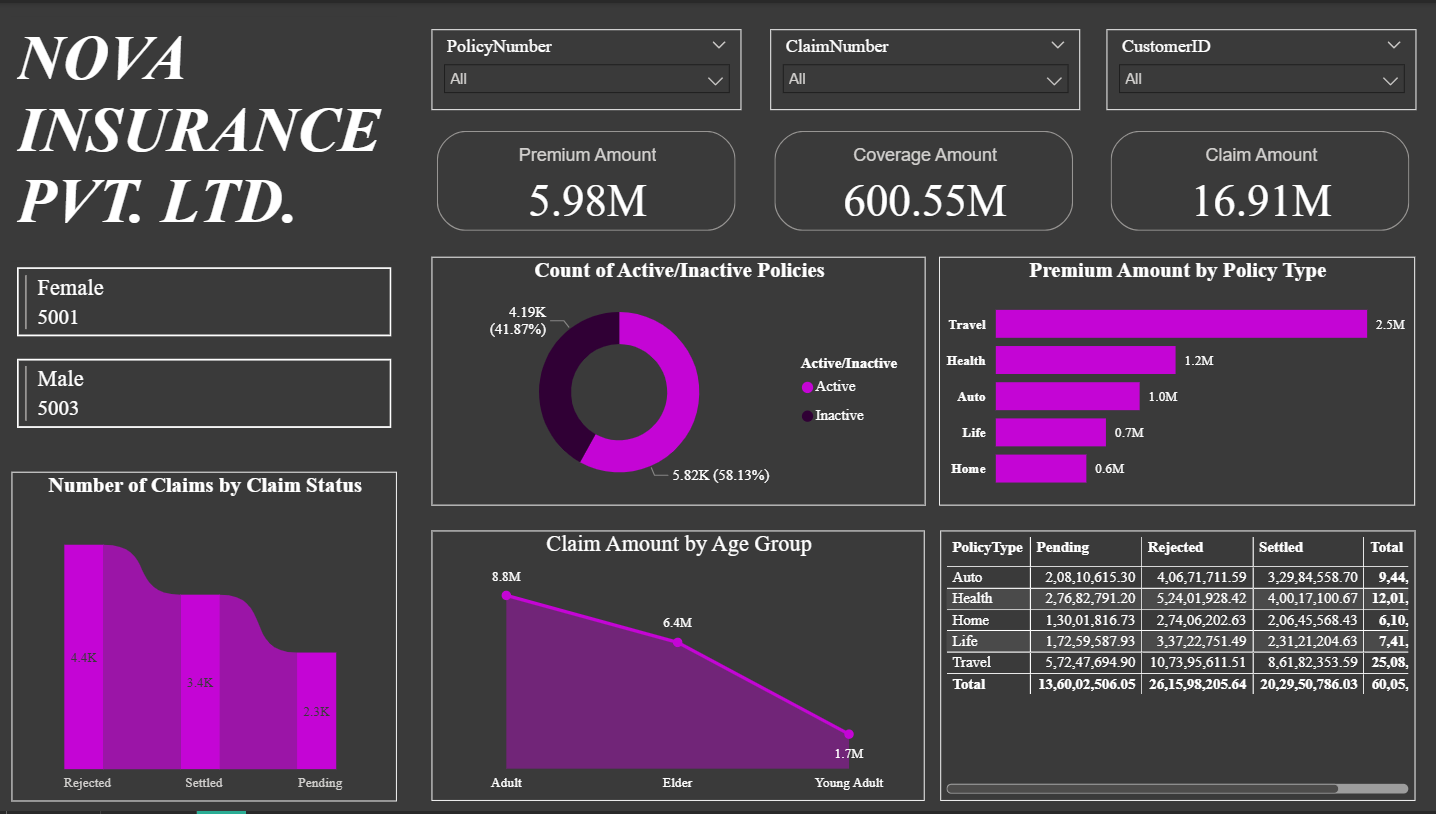 NOVA
INSURANCE
PVT. LTD.
PolicyNumber
All
ClaimNumber
All
CustomerID
All
Premium Amount
5.98M
Coverage Amount
600.55M
Claim Amount
16.91M
Female
5001
Male
5003
Count of Active/Inactive Policies
4.19K
(41.87%)
5.82K (58.13%)
Active/Inactive
Active
Inactive
Premium Amount by Policy Type
Travel 2.5M
Health 1.2M
Auto 1.0M
Life 0.7M
Home 0.6M
Number of Claims by Claim Status
4.4K
3.4K
2.3K
Rejected Settled Pending
Claim Amount by Age Group
8.8M
6.4M
1.7M
Adult Elder Young Adult
PolicyType Pending Rejected Settled Total
Auto 2,08,10,615.30 4,06,71,711.59 3,29,84,558.70 9,44,
Health 2,76,82,791.20 5,24,01,928.42 4,00,17,100.67 12,01,
Home 1,30,01,816.73 2,74,06,202.63 2,06,45,568.43 6,10,
Life 1,72,59,587.93 3,37,22,751.49 2,31,21,204.63 7,41,
Travel 5,72,47,694.90 10,73,95,611.51 8,61,82,353.59 25,08,
Total 13,60,02,506.05 26,15,98,205.64 20,29,50,786.03 60,05,